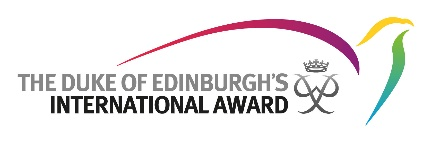 THE DUKE OF EDINBURGH'S
INTERNATIONAL AWARD